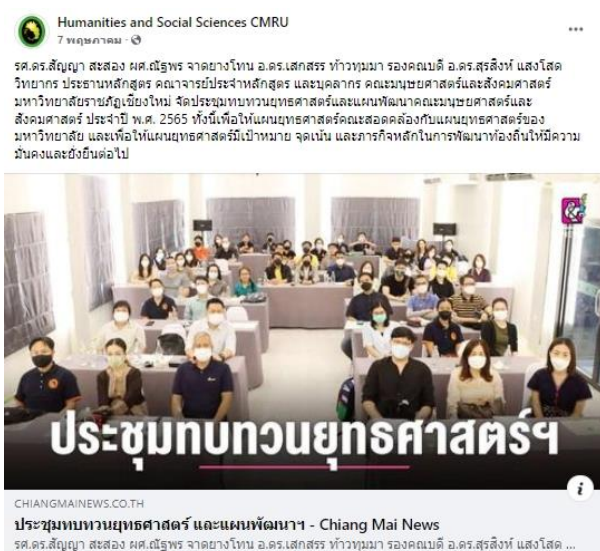 Humanities and Social Sciences CMRU
7 พฤษภาคม ·
รศ.ดร.สัญญา สะสอง ผศ.ณัฐพร จาดยางโทน อ.ดร.เสกสรร ท้าวทุมมา รองคณบดี อ.ดร.สุรสิงห์ แสงโสด
วิทยากร ประธานหลักสูตร คณาจารย์ประจำหลักสูตร และบุคลากร คณะมนุษยศาสตร์และสังคมศาสตร์
มหาวิทยาลัยราชภัฏเชียงใหม่ จัดประชุมทบทวนยุทธศาสตร์และแผนพัฒนาคณะมนุษยศาสตร์และ
สังคมศาสตร์ ประจำปี พ.ศ. 2565 ทั้งนี้เพื่อให้แผนยุทธศาสตร์คณะสอดคล้องกับแผนยุทธศาสตร์ของ
มหาวิทยาลัย และเพื่อให้แผนยุทธศาสตร์มีเป้าหมาย จุดเน้น และภารกิจหลักในการพัฒนาท้องถิ่นให้มีความ
มั่นคงและยั่งยืนต่อไป
ประชุมทบทวนยุทธศาสตร์ฯ
CHIANGMAINEWS.CO.TH
ประชุมทบทวนยุทธศาสตร์ และแผนพัฒนาฯ - Chiang Mai News
รศ.ดร.สัญญา สะสอง ผศ.ณัฐพร จาดยางโทน อ.ดร.เสกสรร ท้าวทุมมา รองคณบดี อ.ดร.สุรสิงห์ แสงโสด ...